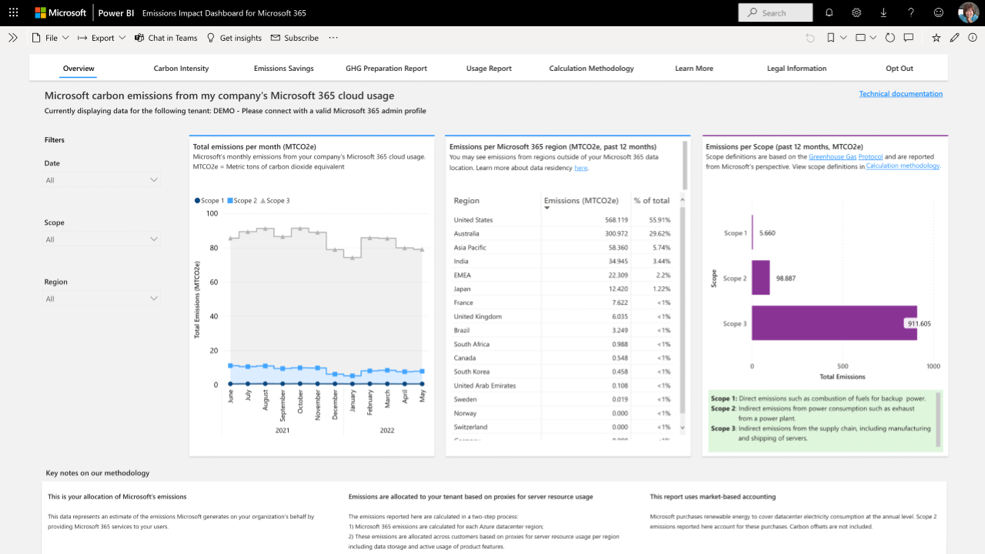 Microsoft
Power BI
Emissions Impact Dashboard for Microsoft 365
Search
File
Export
Chat in Teams
Get insights
Subscribe
Overview
Carbon Intensity
Emissions Savings
GHG Preparation Report
Usage Report
Calculation Methodology
Learn More
Legal Information
Opt Out
Microsoft carbon emissions from my company's Microsoft 365 cloud usage
Technical documentation
Currently displaying data for the following tenant: DEMO - Please connect with a valid Microsoft 365 admin profile
Filters
Date
All
Scope
All
Region
All
Total emissions per month (MTCO2e)
Microsoft's monthly emissions from your company's Microsoft 365 cloud usage.
MTCO2e = Metric tons of carbon dioxide equivalent
Scope 1 Scope 2 Scope 3
Total Emissions (MTCO2e)
100
80
60
40
20
0
June July August September October November December January February March April May
2021 2022
Emissions per Microsoft 365 region (MTCO2e, past 12 months)
You may see emissions from regions outside of your Microsoft 365 data
location. Learn more about data residency here.
Region Emissions (MTCO2e) % of total
United States 568.119 55.91%
Australia 300.972 29.62%
Asia Pacific 58.360 5.74%
India 34.945 3.44%
EMEA 22.309 2.2%
Japan 12.420 1.22%
France 7.622 <1%
United Kingdom 6.035 <1%
Brazil 3.249 <1%
South Africa 0.988 <1%
Canada 0.548 <1%
South Korea 0.458 <1%
United Arab Emirates 0.108 <1%
Sweden 0.019 <1%
Norway 0.000 <1%
Switzerland 0.000 <1%
Emissions per Scope (past 12 months, MTCO2e)
Scope definitions are based on the Greenhouse Gas Protocol and are reported
from Microsoft's perspective. View scope definitions in Calculation methodology.
Scope
Scope 1 5.660
Scope 2 98.887
Scope 3 911.605
0 500 1000
Total Emissions
Scope 1: Direct emissions such as combustion of fuels for backup power.
Scope 2: Indirect emissions from power consumption such as exhaust
from a power plant.
Scope 3: Indirect emissions from the supply chain, including manufacturing
and shipping of servers.
Key notes on our methodology
This is your allocation of Microsoft's emissions
This data represents an estimate of the emissions Microsoft generates on your organization's behalf by
providing Microsoft 365 services to your users.
Emissions are allocated to your tenant based on proxies for server resource usage
The emissions reported here are calculated in a two-step process:
1) Microsoft 365 emissions are calculated for each Azure datacenter region;
2) These emissions are allocated across customers based on proxies for server resource usage per region
including data storage and active usage of product features.
This report uses market-based accounting
Microsoft purchases renewable energy to cover datacenter electricity consumption at the annual level. Scope 2
emissions reported here account for these purchases. Carbon offsets are not included.